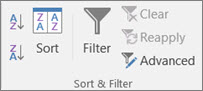 A
Z
Z A
A Z
Z
A
Sort
Filter
Clear
Reapply
Advanced
Sort & Filter